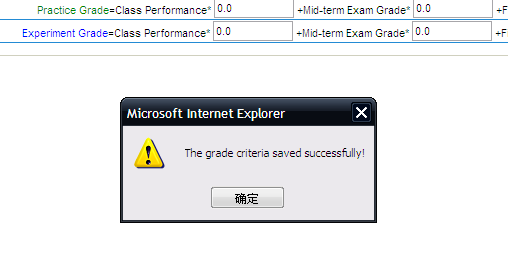 Practice Grade=Class Performance* 0.0 +Mid-term Exam Grade* 0.0 +F
Experiment Grade=Class Performance* 0.0 +Mid-term Exam Grade* 0.0 +F
Microsoft Internet Explorer
The grade criteria saved successfully!
确定